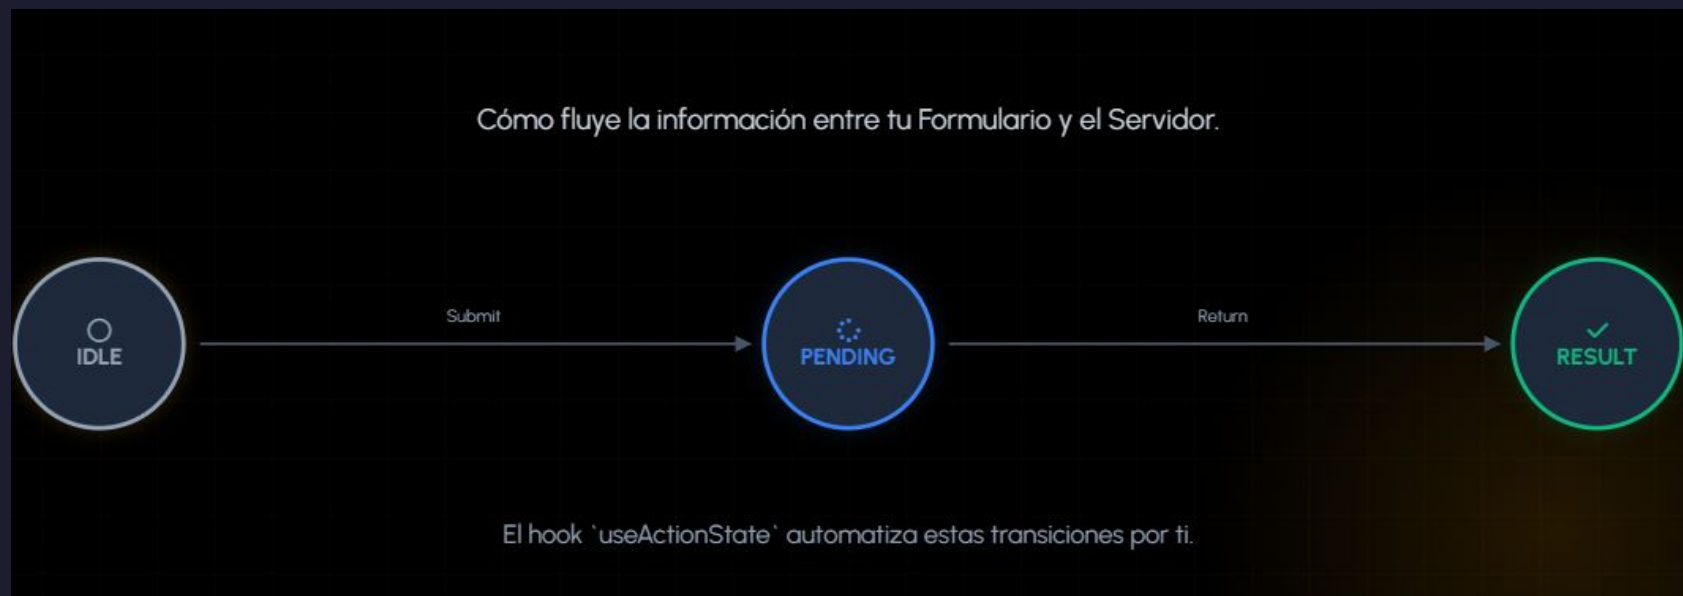 Cómo fluye la información entre tu Formulario y el Servidor.
Submit
Return
IDLE
PENDING
RESULT
El hook `useActionState` automatiza estas transiciones por ti.